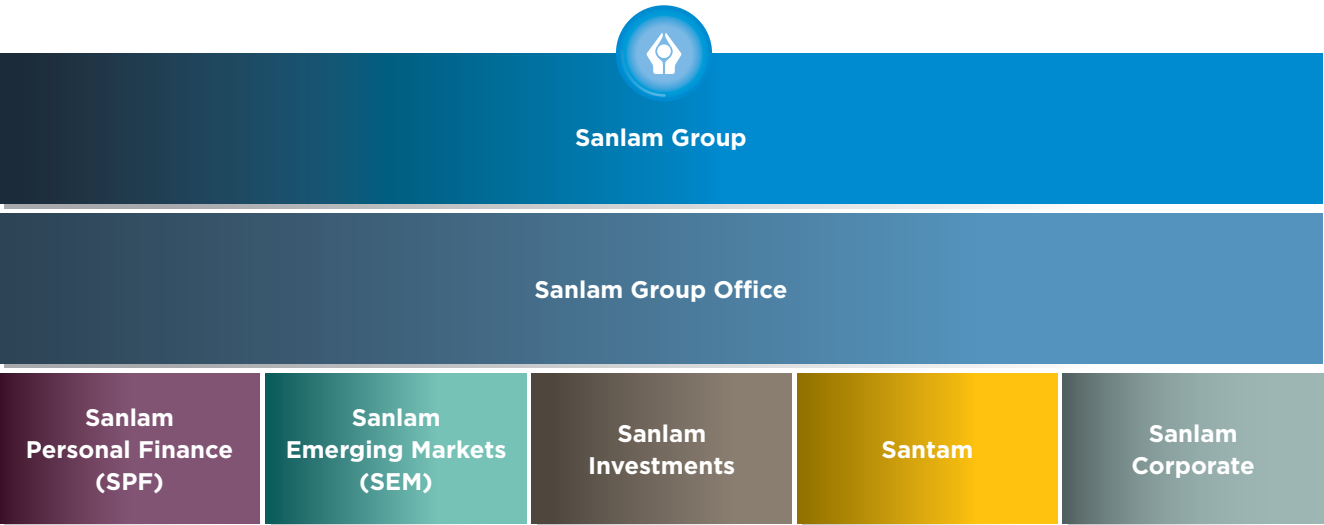 Sanlam Group
Sanlam Group Office
Sanlam
Personal Finance
(SPF)
Sanlam
Emerging Markets
(SEM)
Sanlam
Investments
Santam
Sanlam
Corporate